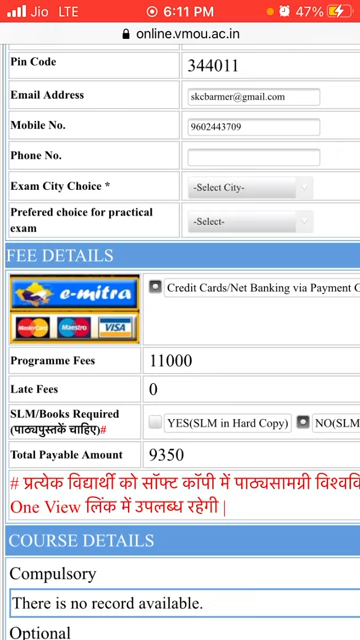 Jio LTE 6:11 PM 47%
online.vmou.ac.in
Pin Code 344011
Email Address skcbarmer@gmail.com
Mobile No. 9602443709
Phone No.
Exam City Choice * -Select City-
Prefered choice for practical
exam -Select-
FEE DETAILS
e-mitra
MasterCard Maestro VISA
Credit Cards/Net Banking via Payment G
Programme Fees 11000
Late Fees 0
SLM/Books Required
(पाठ्यपुस्तकें चाहिए)# YES(SLM in Hard Copy) NO(SLM
Total Payable Amount 9350
# प्रत्येक विद्यार्थी को सॉफ्ट कॉपी में पाठ्यसामग्री विश्ववि
One View लिंक में उपलब्ध रहेगी |
COURSE DETAILS
Compulsory
There is no record available.
Optional